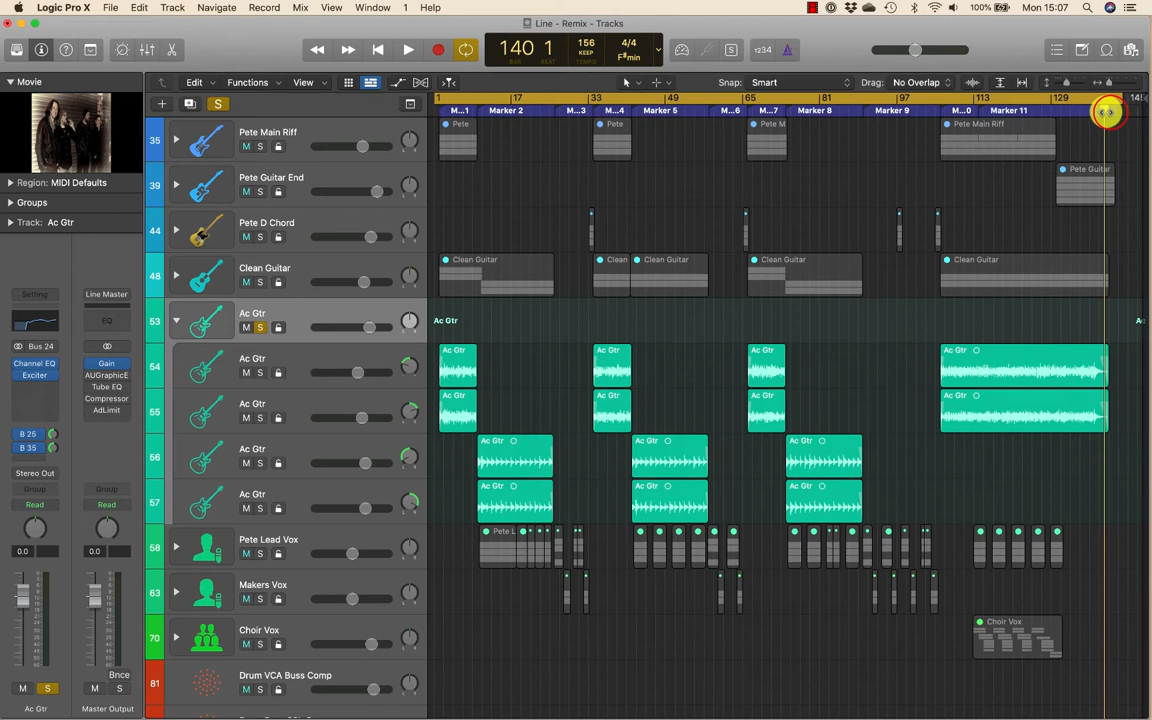 Logic Pro X File Edit Track Navigate Record Mix View Window 1 Help 100% Mon 15:07
Line - Remix - Tracks
140 1 156 4/4
KEEP F#min
BAR BEAT TEMPO
1234
Movie
Edit Functions View Snap: Smart Drag: No Overlap
S
1 17 33 49 65 81 97 113 129 145
M...1 Marker 2 M...3 M...4 Marker 5 M...6 M...7 Marker 8 Marker 9 M...0 Marker 11
Region: MIDI Defaults
Groups
Track: Ac Gtr
35 Pete Main Riff M S
Pete Pete Pete M Pete Main Riff
39 Pete Guitar End M S
Pete Guitar
44 Pete D Chord M S
48 Clean Guitar M S
Clean Guitar Clean Clean Guitar Clean Guitar Clean Guitar
53 Ac Gtr M S
Ac Gtr
54 Ac Gtr M S
Ac Gtr Ac Gtr Ac Gtr Ac Gtr
55 Ac Gtr M S
Ac Gtr Ac Gtr Ac Gtr Ac Gtr
56 Ac Gtr M S
Ac Gtr Ac Gtr Ac Gtr
57 Ac Gtr M S
Ac Gtr Ac Gtr Ac Gtr
58 Pete Lead Vox M S
Pete L
63 Makers Vox M S
70 Choir Vox M S
Choir Vox
81 Drum VCA Buss Comp
M S
Setting Line Master
EQ
Bus 24
Channel EQ Gain
Exciter AUGraphicE
Tube EQ
Compressor
AdLimit
B 25
B 35
Stereo Out
Group Group
Read Read
0.0 0.0
Bnce
M S M S
Ac Gtr Master Output